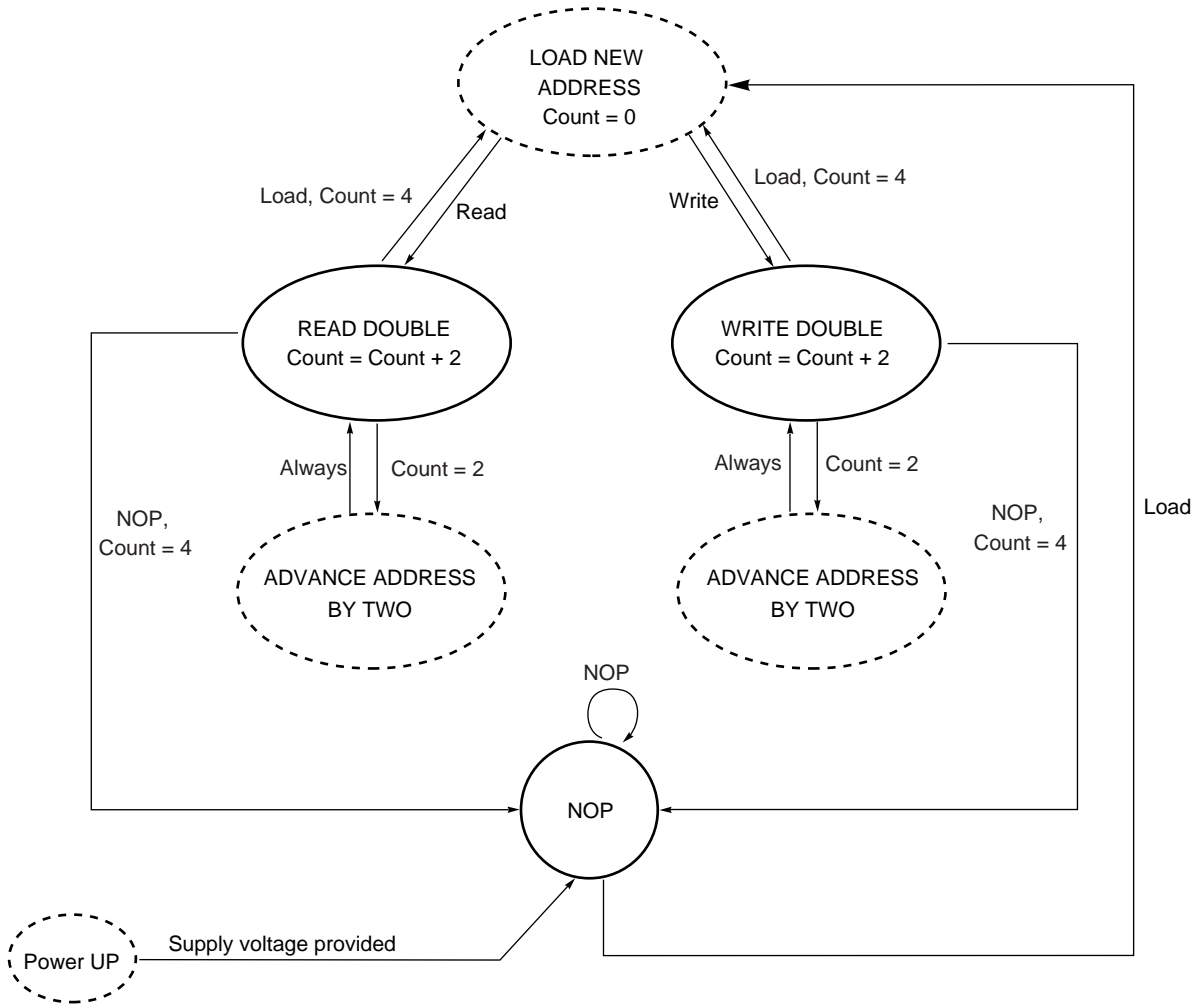 LOAD NEW
ADDRESS
Count = 0
Load, Count = 4
Read
Write
Load, Count = 4
READ DOUBLE
Count = Count + 2
WRITE DOUBLE
Count = Count + 2
Always
Count = 2
Always
Count = 2
NOP,
Count = 4
NOP,
Count = 4
Load
ADVANCE ADDRESS
BY TWO
ADVANCE ADDRESS
BY TWO
NOP
NOP
Power UP
Supply voltage provided